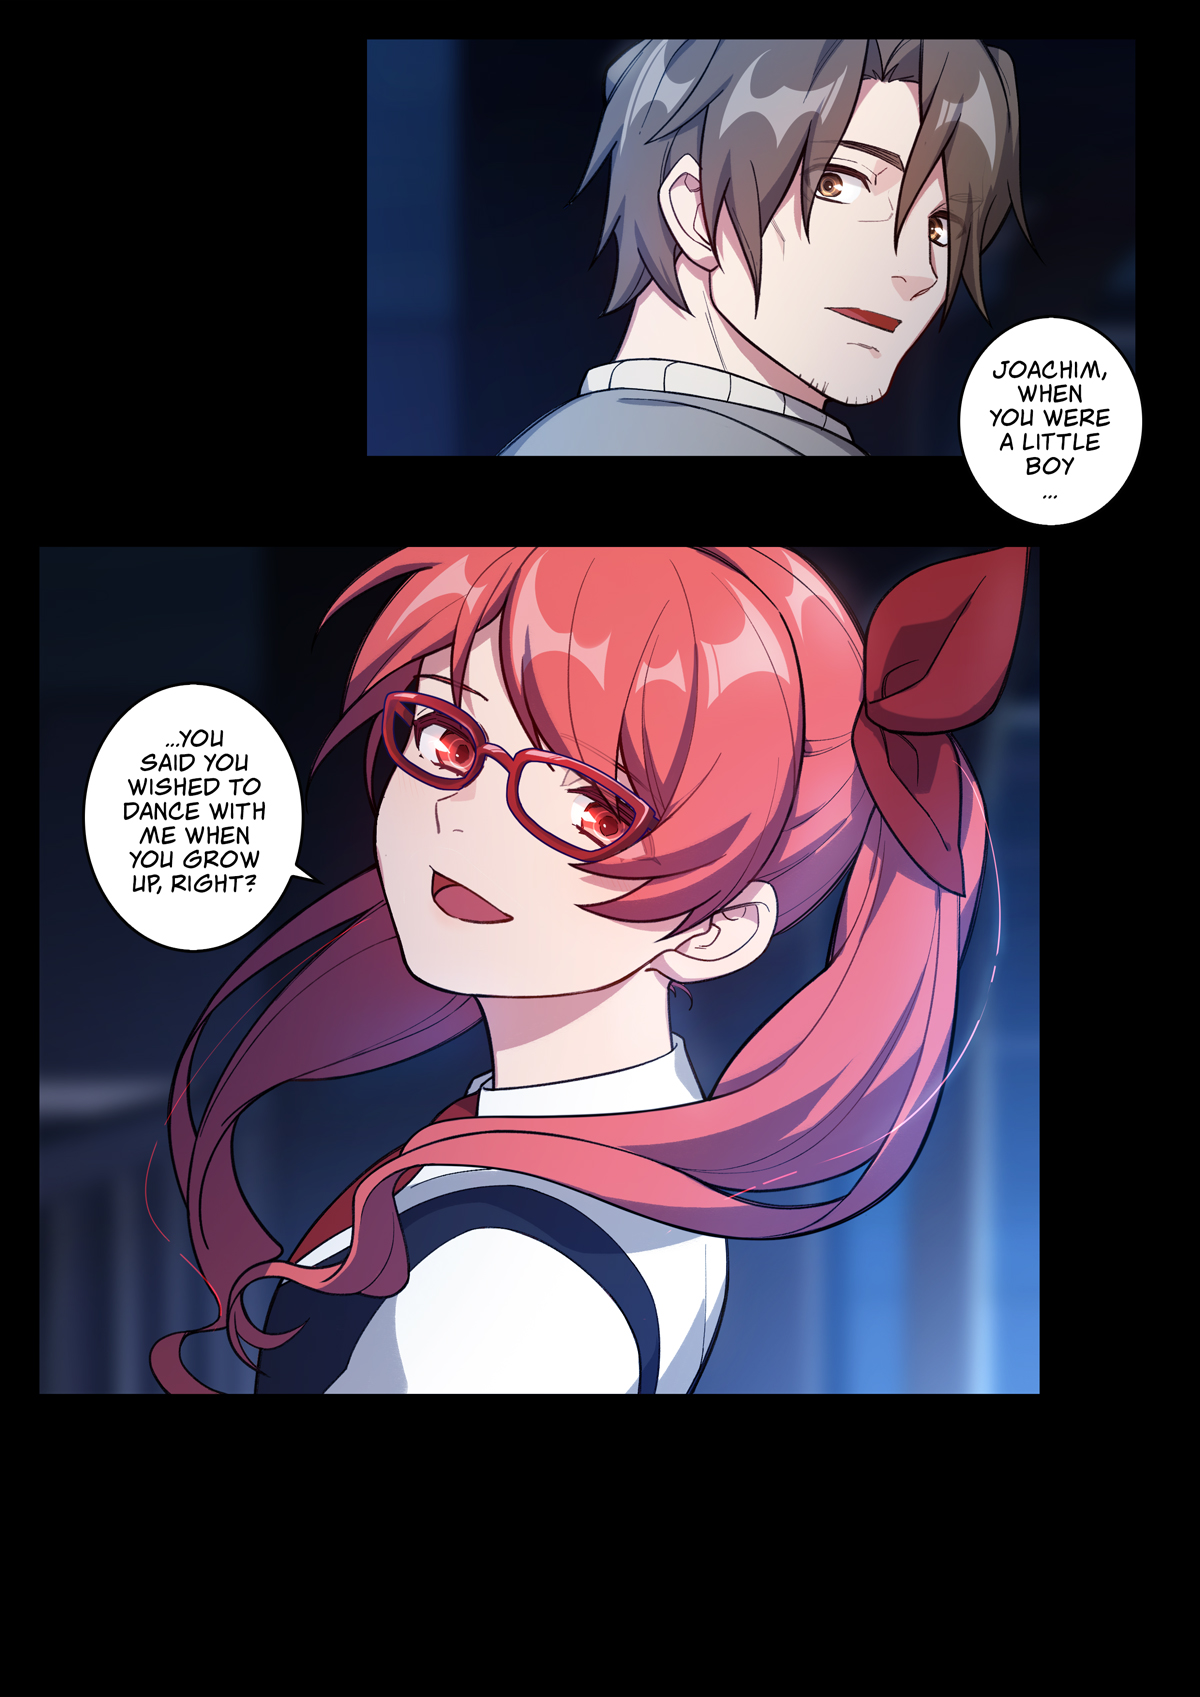 JOACHIM,
WHEN
YOU WERE
A LITTLE
BOY
...
...YOU
SAID YOU
WISHED TO
DANCE WITH
ME WHEN
YOU GROW
UP, RIGHT?